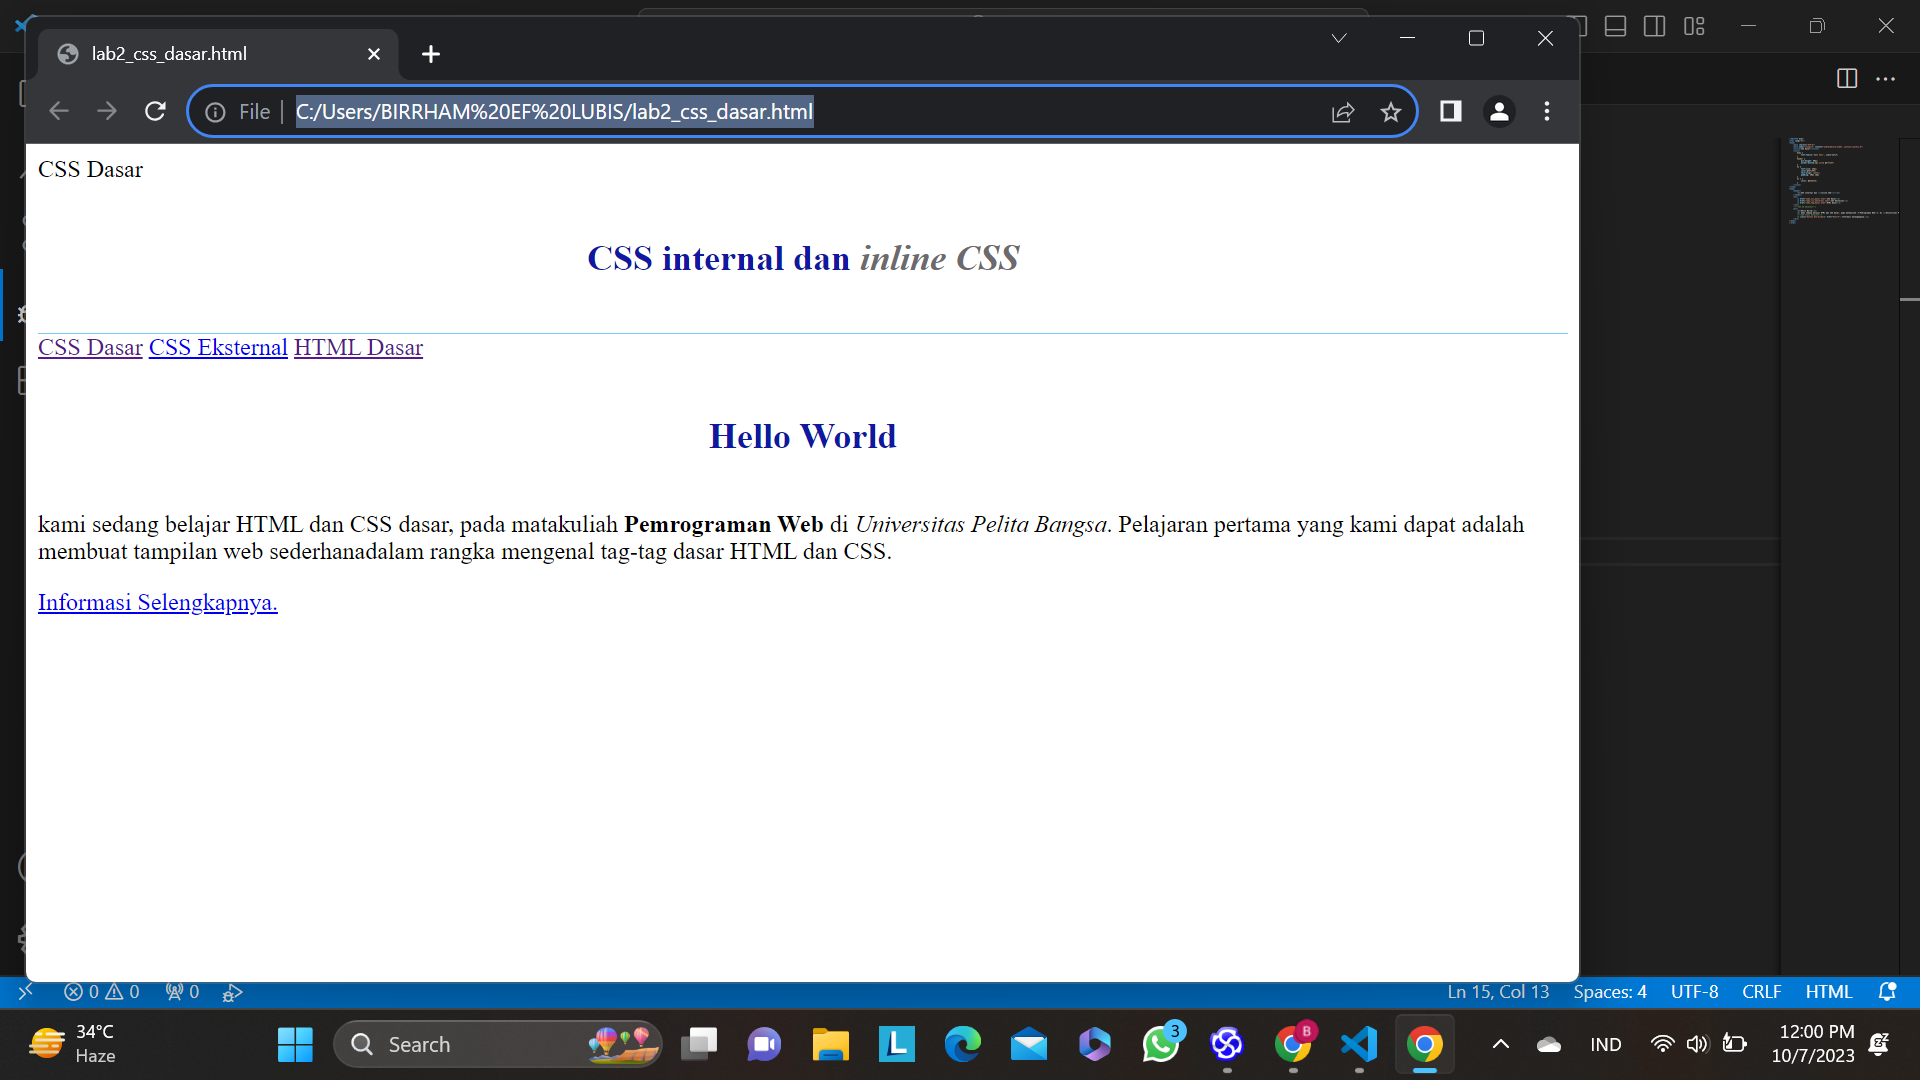 lab2_css_dasar.html
File
C:/Users/BIRRHAM%20EF%20LUBIS/lab2_css_dasar.html
CSS Dasar
CSS internal dan inline CSS
CSS Dasar CSS Eksternal HTML Dasar
Hello World
kami sedang belajar HTML dan CSS dasar, pada matakuliah Pemrograman Web di Universitas Pelita Bangsa. Pelajaran pertama yang kami dapat adalah
membuat tampilan web sederhanadalam rangka mengenal tag-tag dasar HTML dan CSS.
Informasi Selengkapnya.
0 0 0
Ln 15, Col 13 Spaces: 4 UTF-8 CRLF HTML
34°C
Haze
Search
L
3
B
IND
12:00 PM
10/7/2023